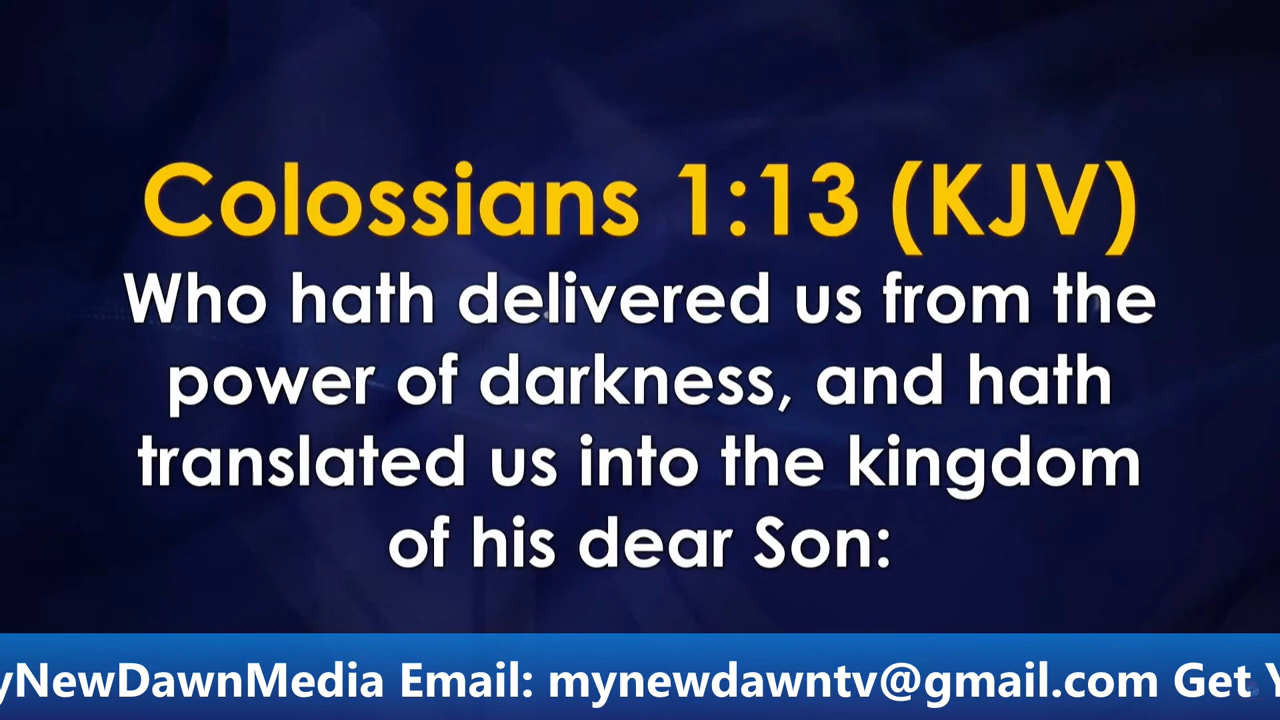 Colossians 1:13 (KJV)
Who hath delivered us from the
power of darkness, and hath
translated us into the kingdom
of his dear Son:
yNewDawnMedia Email: mynewdawntv@gmail.com Get